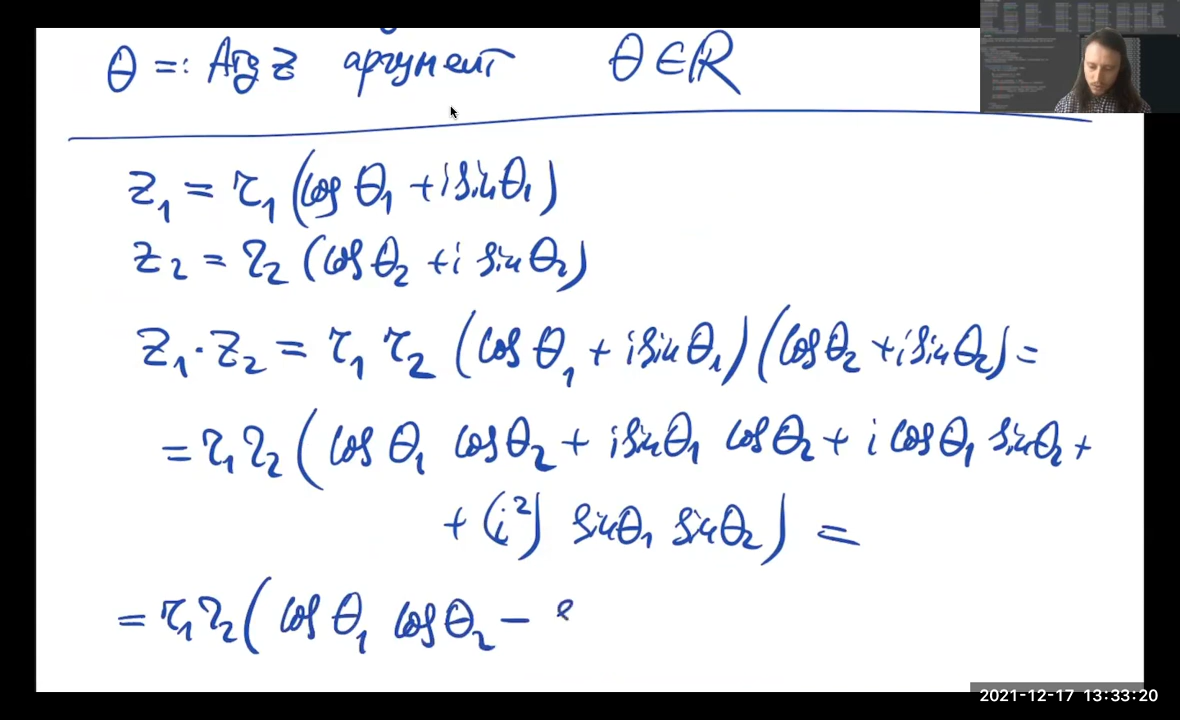 θ =: Arg z аргумент θ ∈ ℝ
z₁ = r₁ (cos θ₁ + i sin θ₁)
z₂ = r₂ (cos θ₂ + i sin θ₂)
z₁ · z₂ = r₁ r₂ (cos θ₁ + i sin θ₁) (cos θ₂ + i sin θ₂) =
= r₁ r₂ ( cos θ₁ cos θ₂ + i sin θ₁ cos θ₂ + i cos θ₁ sin θ₂ +
+ (i²) sin θ₁ sin θ₂ ) =
= r₁ r₂ ( cos θ₁ cos θ₂ −
2021-12-17 13:33:20